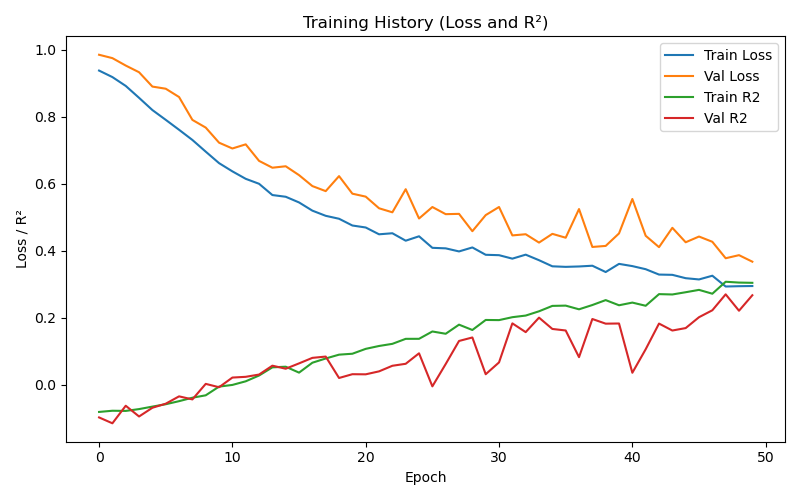 Training History (Loss and R²)
1.0
0.8
0.6
0.4
0.2
0.0
Loss / R²
Train Loss
Val Loss
Train R2
Val R2
0 10 20 30 40 50
Epoch